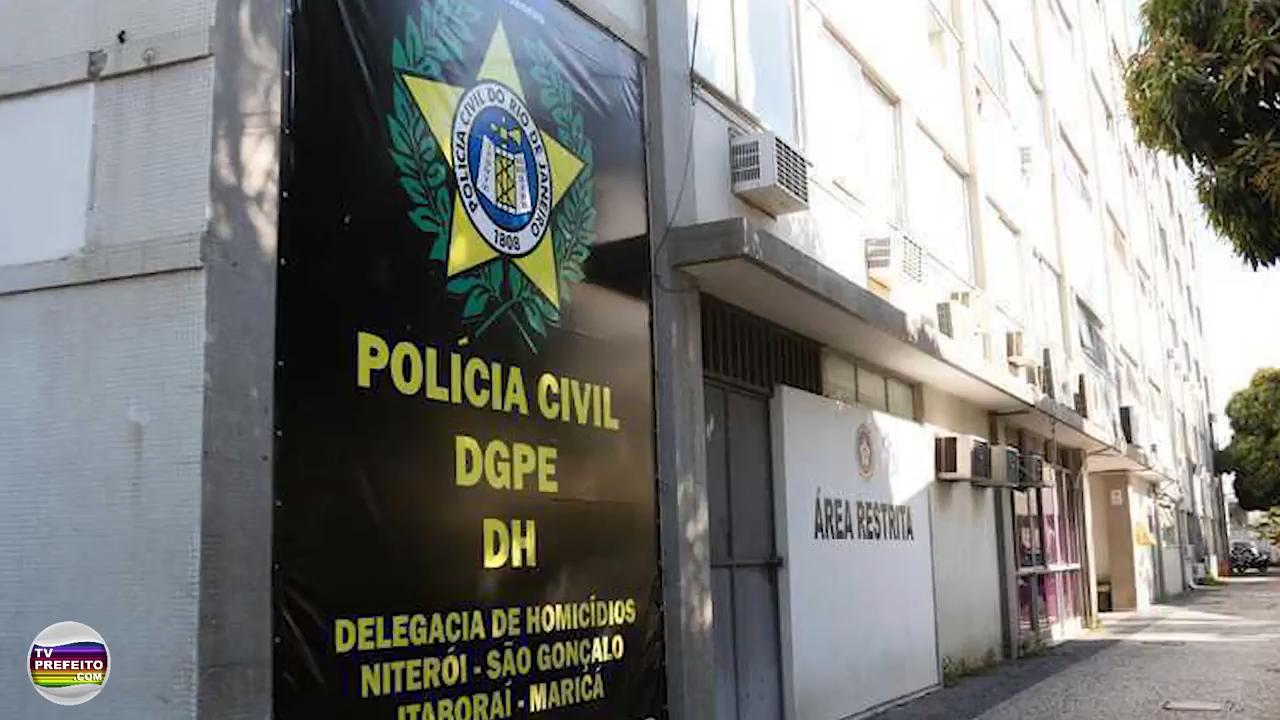 POLÍCIA CIVIL DO RIO DE JANEIRO
1808
POLÍCIA CIVIL
DGPE
DH
DELEGACIA DE HOMICÍDIOS
NITERÓI - SÃO GONÇALO
ITABORAÍ - MARICÁ
ÁREA RESTRITA
TV
PREFEITO
.COM